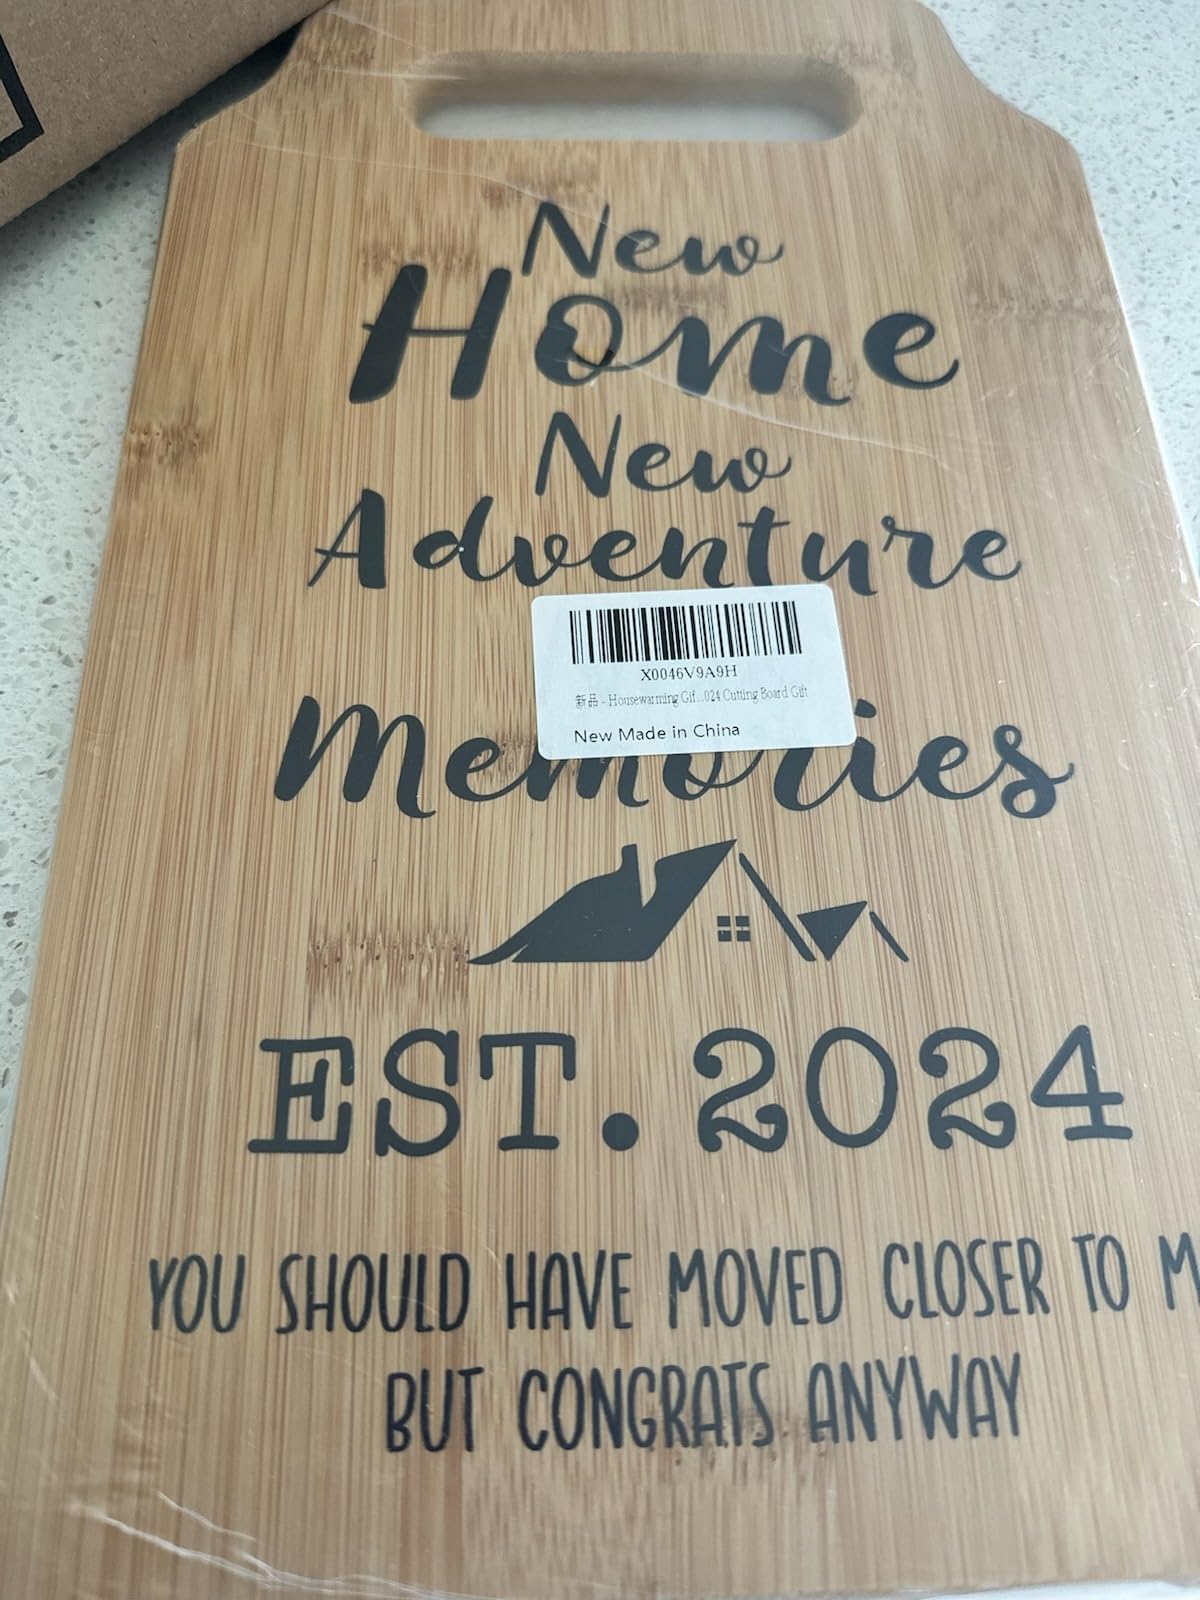 New
Home
New
Adventure
X0046V9A9H
新品 - Housewarming Gif...024 Cutting Board Gift
New Made in China
Memories
EST. 2024
YOU SHOULD HAVE MOVED CLOSER TO M
BUT CONGRATS ANYWAY